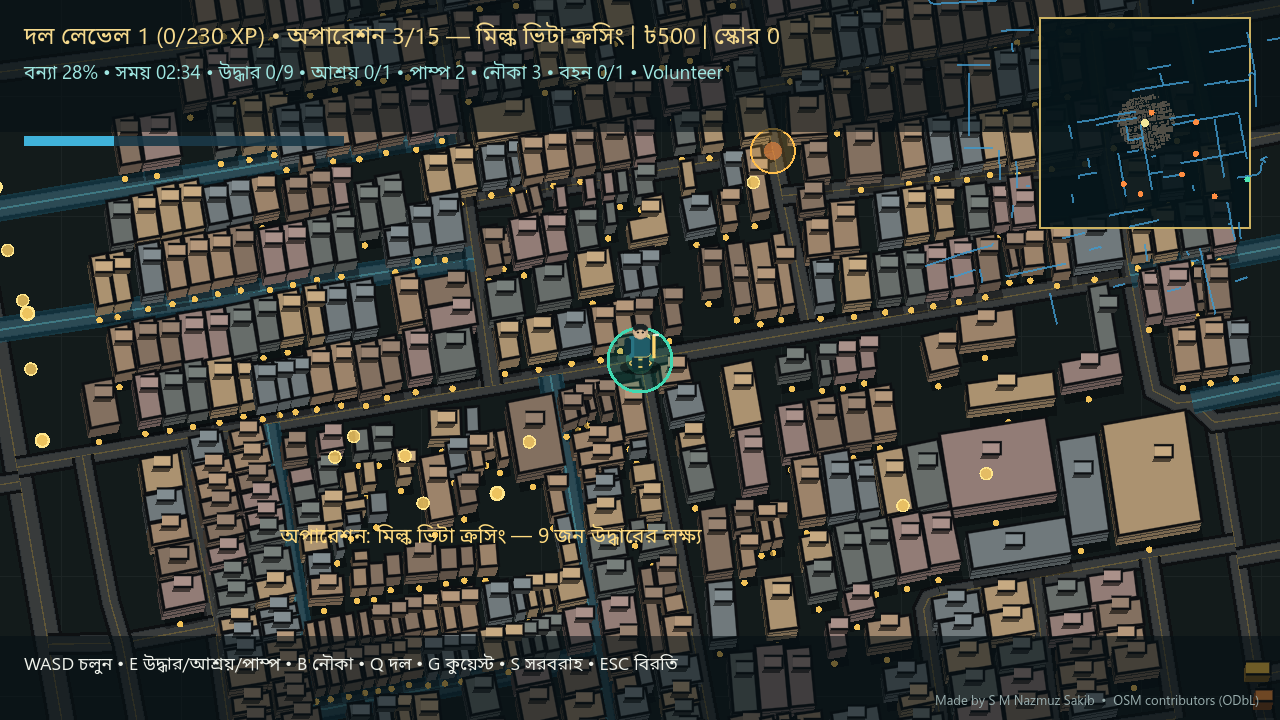 দল লেভেল 1 (0/230 XP) • অপারেশন 3/15 — মিল্ক ভিটা ক্রসিং | ৳500 | স্কোর 0
বন্যা 28% • সময় 02:34 • উদ্ধার 0/9 • আশ্রয় 0/1 • পাম্প 2 • নৌকা 3 • বহন 0/1 • Volunteer
অপারেশন: মিল্ক ভিটা ক্রসিং — 9 জন উদ্ধারের লক্ষ্য
WASD চলুন • E উদ্ধার/আশ্রয়/পাম্প • B নৌকা • Q দল • G কুয়েস্ট • S সরবরাহ • ESC বিরতি
Made by S M Nazmuz Sakib • OSM contributors (ODbL)